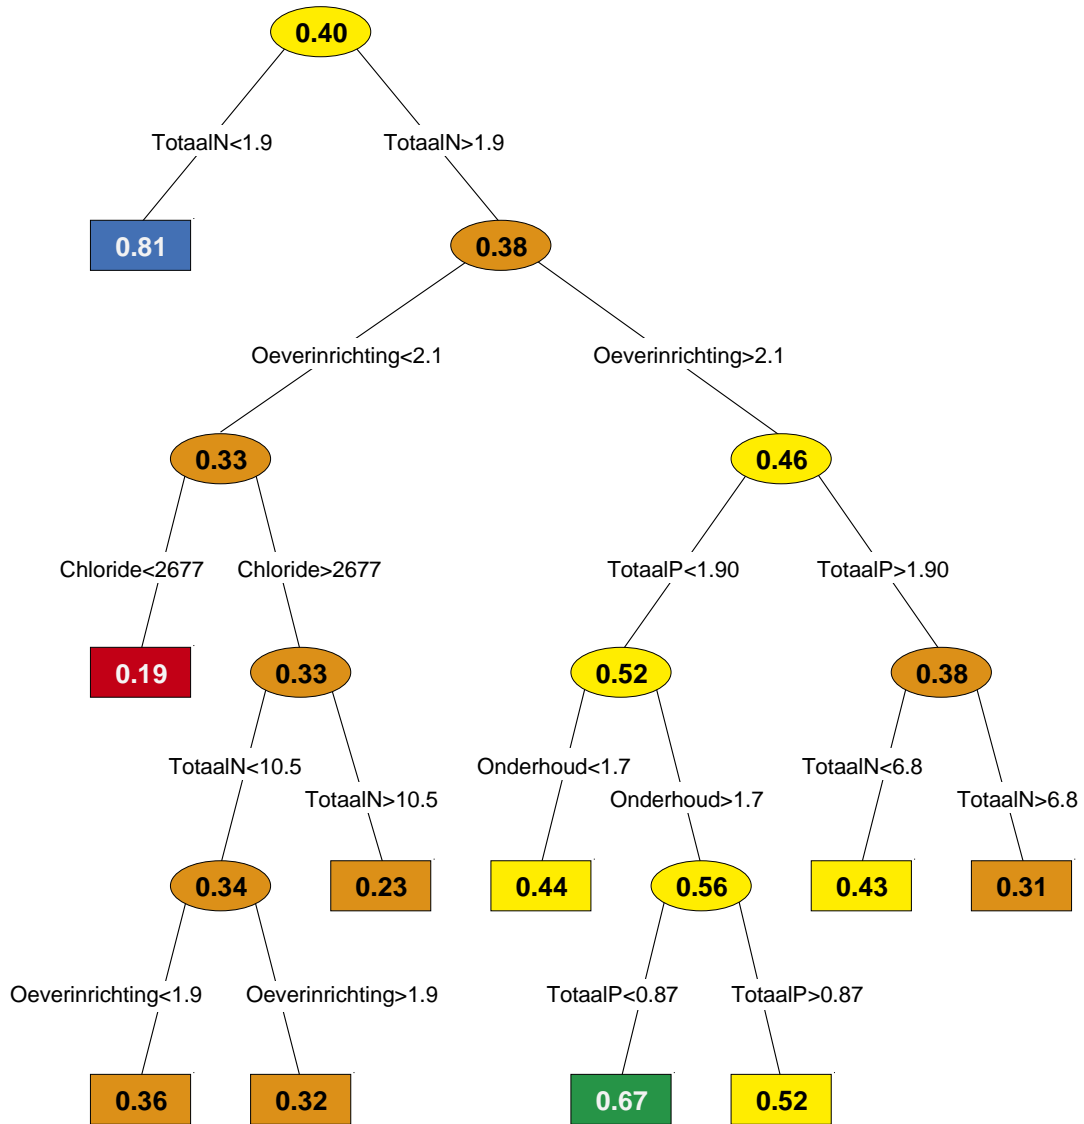 0.40
TotaalN<1.9 TotaalN>1.9
0.81 0.38
Oeverinrichting<2.1 Oeverinrichting>2.1
0.33 0.46
Chloride<2677 Chloride>2677 TotaalP<1.90 TotaalP>1.90
0.19 0.33 0.52 0.38
TotaalN<10.5 Onderhoud<1.7 TotaalN<6.8
TotaalN>10.5 Onderhoud>1.7 TotaalN>6.8
0.34 0.23 0.44 0.56 0.43 0.31
Oeverinrichting<1.9 Oeverinrichting>1.9 TotaalP<0.87 TotaalP>0.87
0.36 0.32 0.67 0.52